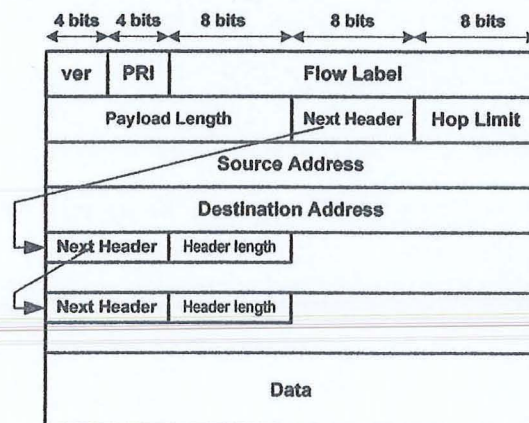 4 bits 4 bits 8 bits 8 bits 8 bits
ver PRI Flow Label
Payload Length Next Header Hop Limit
Source Address
Destination Address
Next Header Header length
Next Header Header length
Data